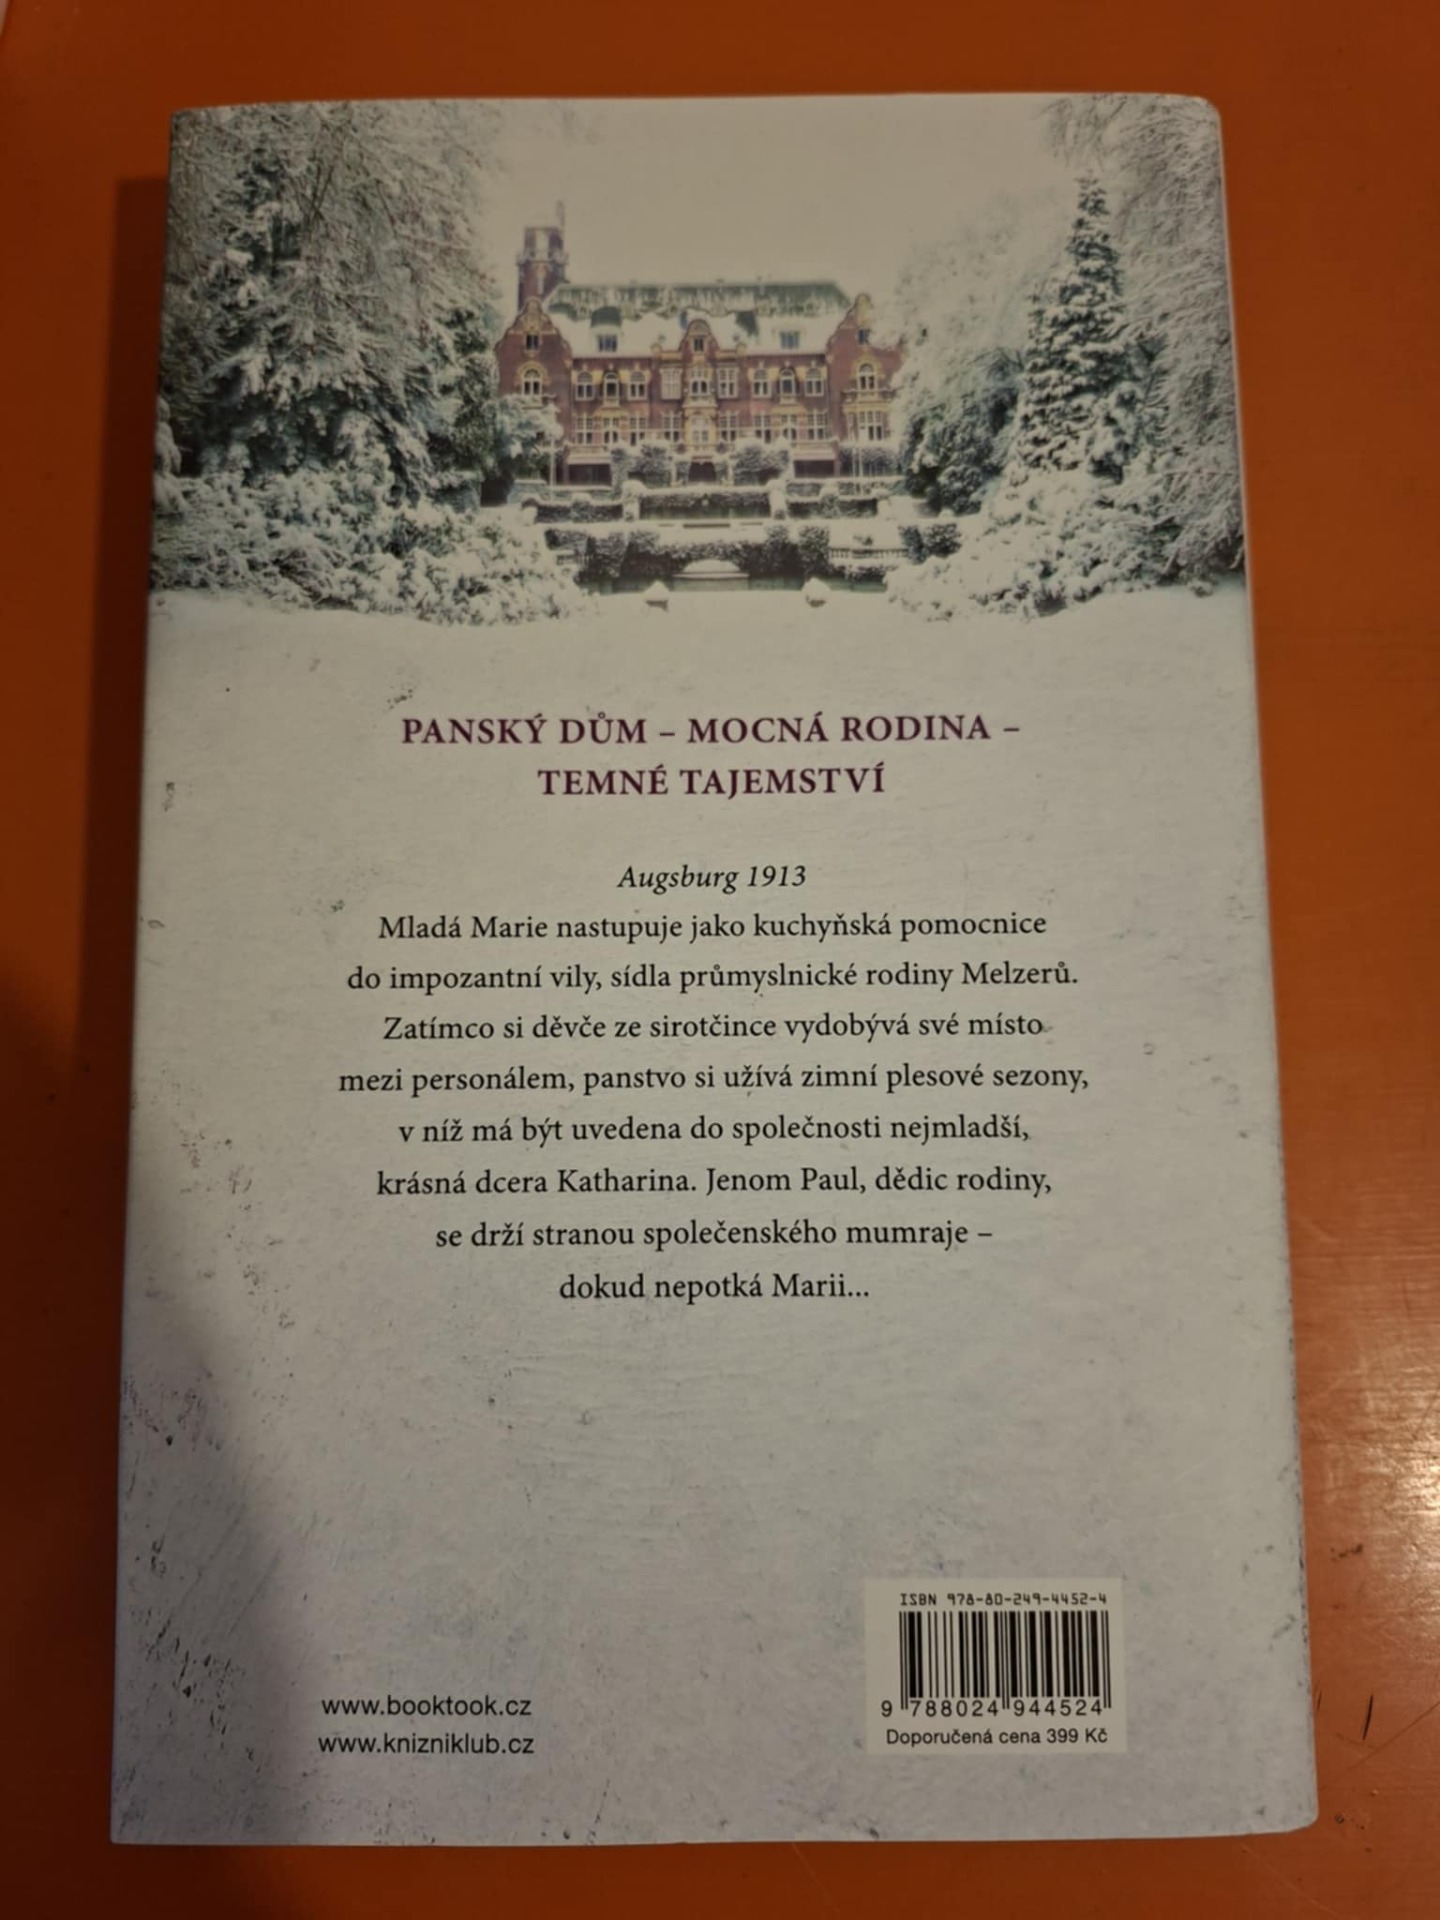 PANSKÝ DŮM – MOCNÁ RODINA –
TEMNÉ TAJEMSTVÍ
Augsburg 1913
Mladá Marie nastupuje jako kuchyňská pomocnice
do impozantní vily, sídla průmyslnické rodiny Melzerů.
Zatímco si děvče ze sirotčince vydobývá své místo
mezi personálem, panstvo si užívá zimní plesové sezony,
v níž má být uvedena do společnosti nejmladší,
krásná dcera Katharina. Jenom Paul, dědic rodiny,
se drží stranou společenského mumraje –
dokud nepotká Marii...
ISBN 978-80-249-4452-4
9 788024 944524
Doporučená cena 399 Kč
www.booktook.cz
www.knizniklub.cz